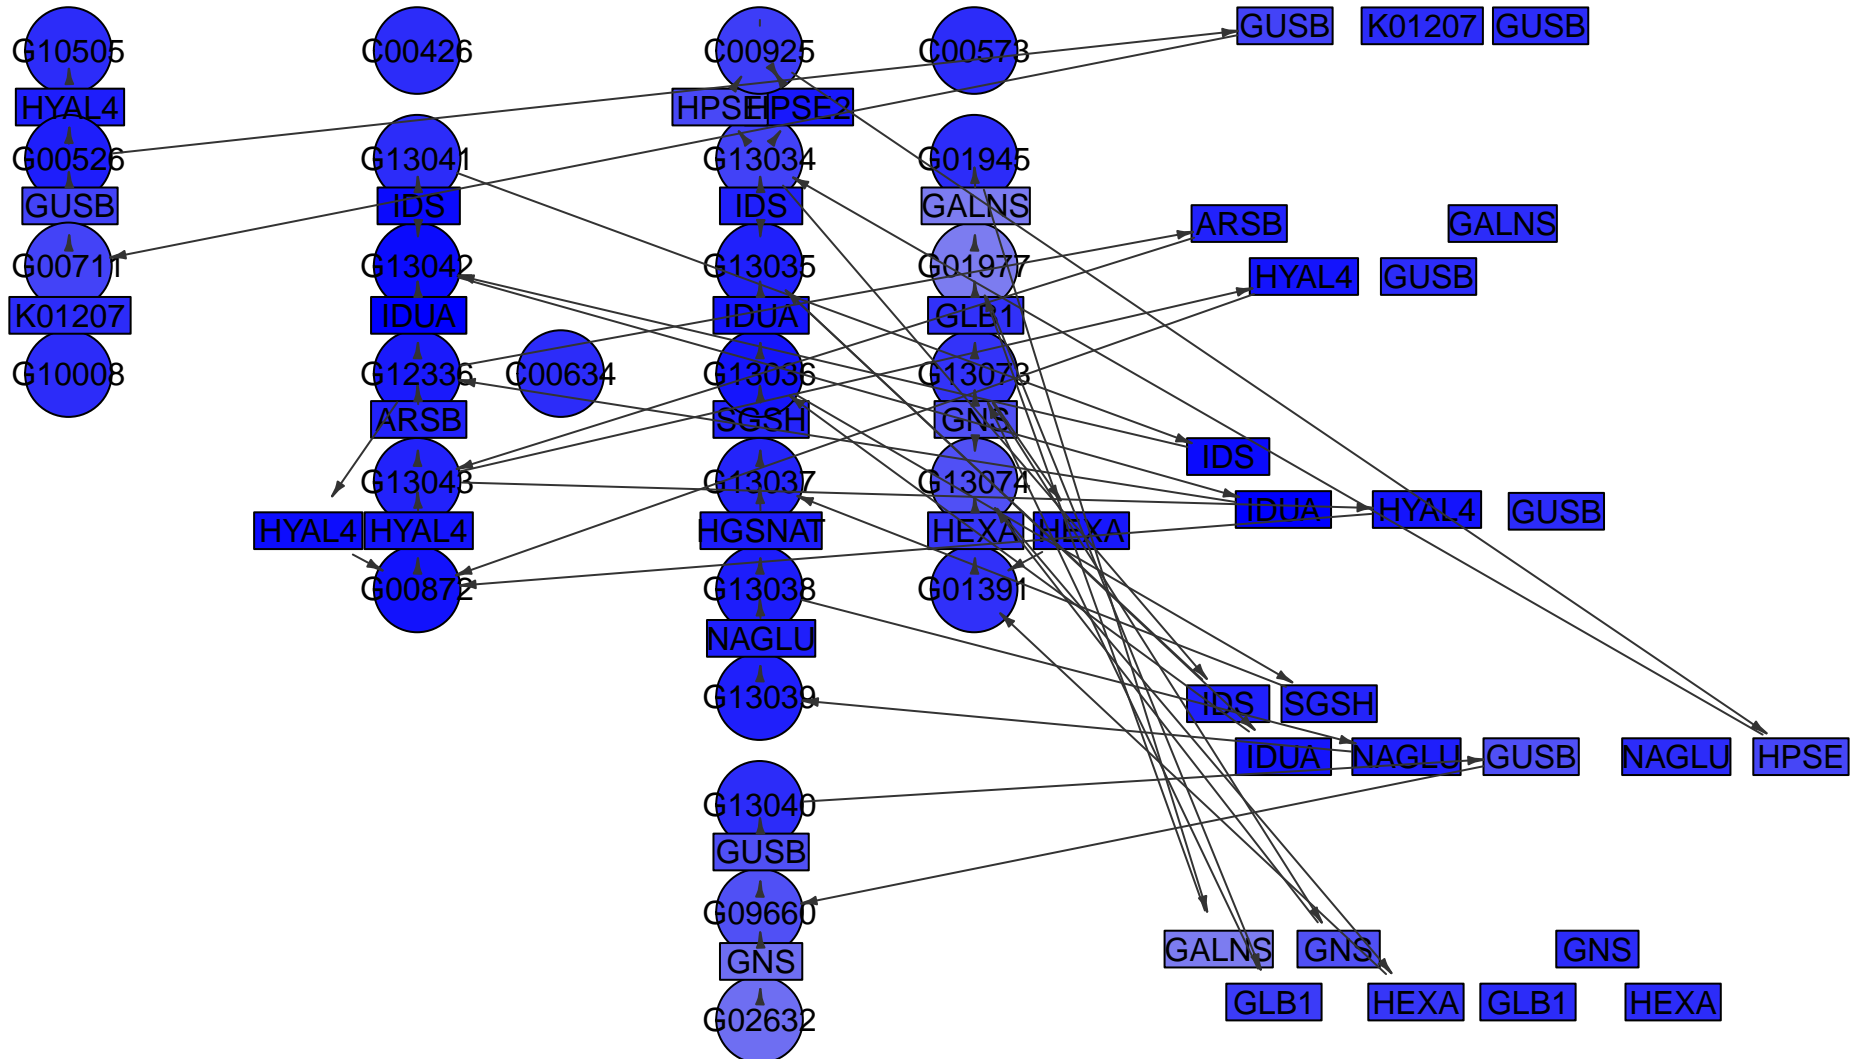 G10505 C00426 C00925 C00573 GUSB K01207 GUSB
HYAL4 HPSE HPSE2
G00526 G13041 G13034 G01945
GUSB IDS IDS GALNS ARSB GALNS
G00711 G13042 G13035 G01977 HYAL4 GUSB
K01207 IDUA IDUA GLB1
G10008 G12336 C00634 G13036 G13073
ARSB SGSH GNS
IDS
G13043 G13037 G13074
IDUA HYAL4 GUSB
HYAL4 HYAL4 HGSNAT HEXA HEXA
G00872 G13038 G01391
NAGLU
G13039 IDS SGSH
IDUA NAGLU GUSB NAGLU HPSE
G13040
GUSB
G09660
GALNS GNS GNS
GNS
GLB1 HEXA GLB1 HEXA
G02632